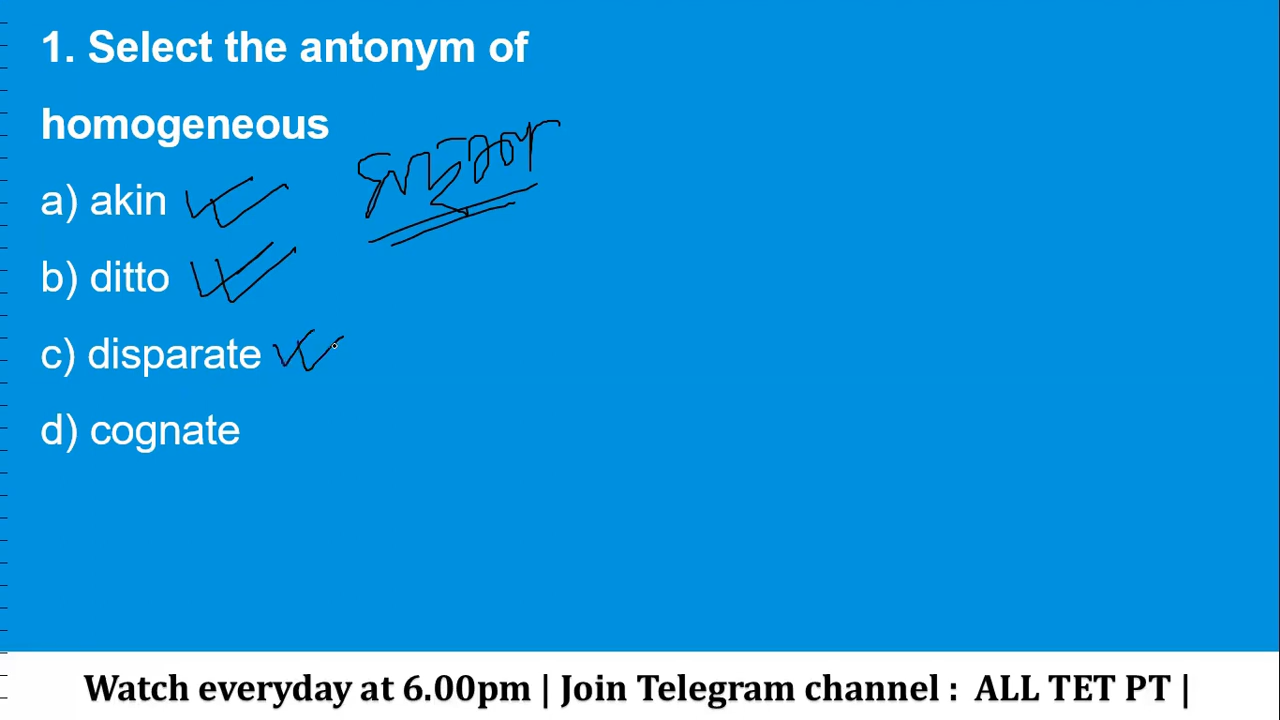 1. Select the antonym of
homogeneous
a) akin
b) ditto
c) disparate
d) cognate
Watch everyday at 6.00pm | Join Telegram channel : ALL TET PT |